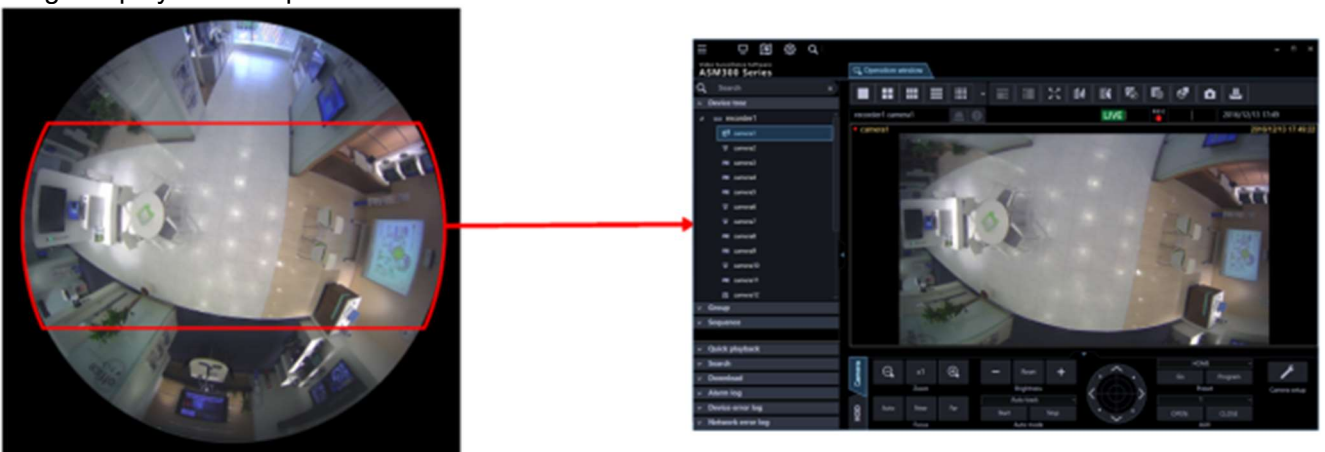 Video Surveillance Software
ASM300 Series
Search
Device tree
recorder1
camera1
camera2
camera3
camera4
camera5
camera6
camera7
camera8
camera9
camera10
camera11
camera12
Group
Sequence
Quick playback
Search
Download
Alarm log
Device error log
Network error log
Operation window
recorder1 camera1
LIVE
REC
2019/12/13 17:49
camera1
Camera
HDD
x1
Zoom
Reset
Brightness
Auto
Near
Far
Focus
Start
Stop
Auto mode
HOME
Go
Program
Preset
1
OPEN
CLOSE
AUX
Camera setup